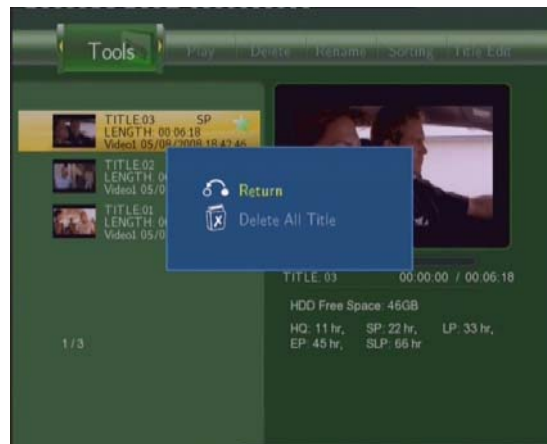 Tools Play Delete Rename Sorting Title Edit
TITLE:03 SP
LENGTH: 00:06:18
Video1 05/08/2008 18:42:46
TITLE:02
LENGTH: 00
Video1 05/0
TITLE:01
LENGTH: 0
Video1 05/0
Return
Delete All Title
TITLE: 03 00:00:00 / 00:06:18
HDD Free Space: 46GB
HQ: 11 hr, SP: 22 hr, LP: 33 hr,
EP: 45 hr, SLP: 66 hr
1/3